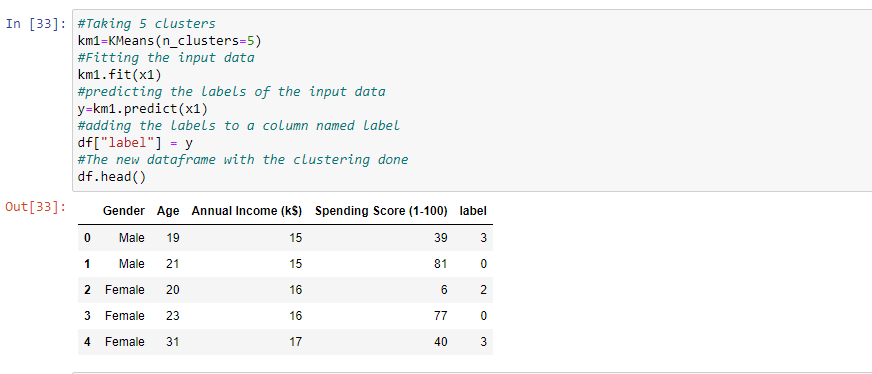 In [33]: #Taking 5 clusters
km1=KMeans(n_clusters=5)
#Fitting the input data
km1.fit(x1)
#predicting the labels of the input data
y=km1.predict(x1)
#adding the labels to a column named label
df["label"] = y
#The new dataframe with the clustering done
df.head()
Out[33]:
Gender Age Annual Income (k$) Spending Score (1-100) label
0 Male 19 15 39 3
1 Male 21 15 81 0
2 Female 20 16 6 2
3 Female 23 16 77 0
4 Female 31 17 40 3